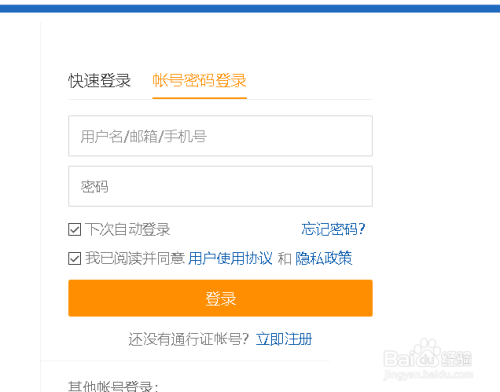 快速登录 帐号密码登录
用户名/邮箱/手机号
密码
下次自动登录 忘记密码?
我已阅读并同意 用户使用协议 和 隐私政策
登录
还没有通行证帐号? 立即注册
其他帐号登录:
Baidu 经验
jingyan.baidu.com